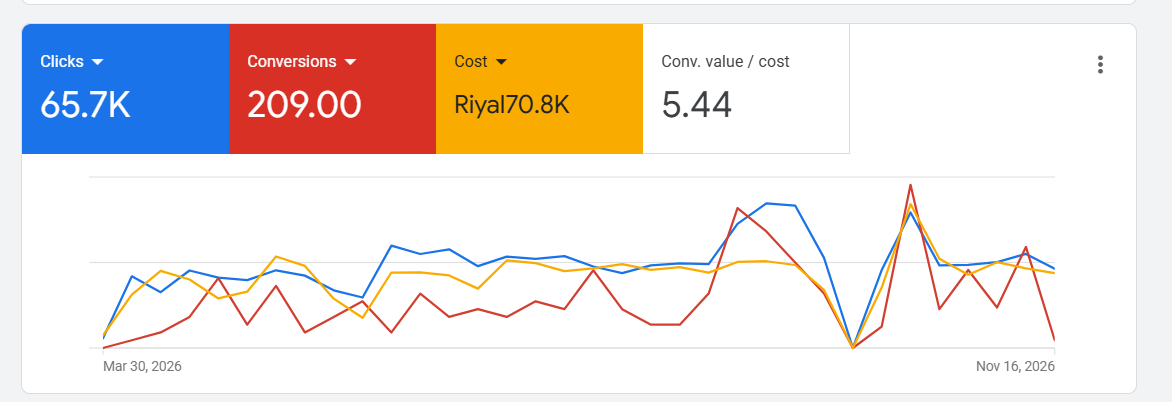 Clicks
65.7K
Conversions
209.00
Cost
Riyal70.8K
Conv. value / cost
5.44
Mar 30, 2026
Nov 16, 2026